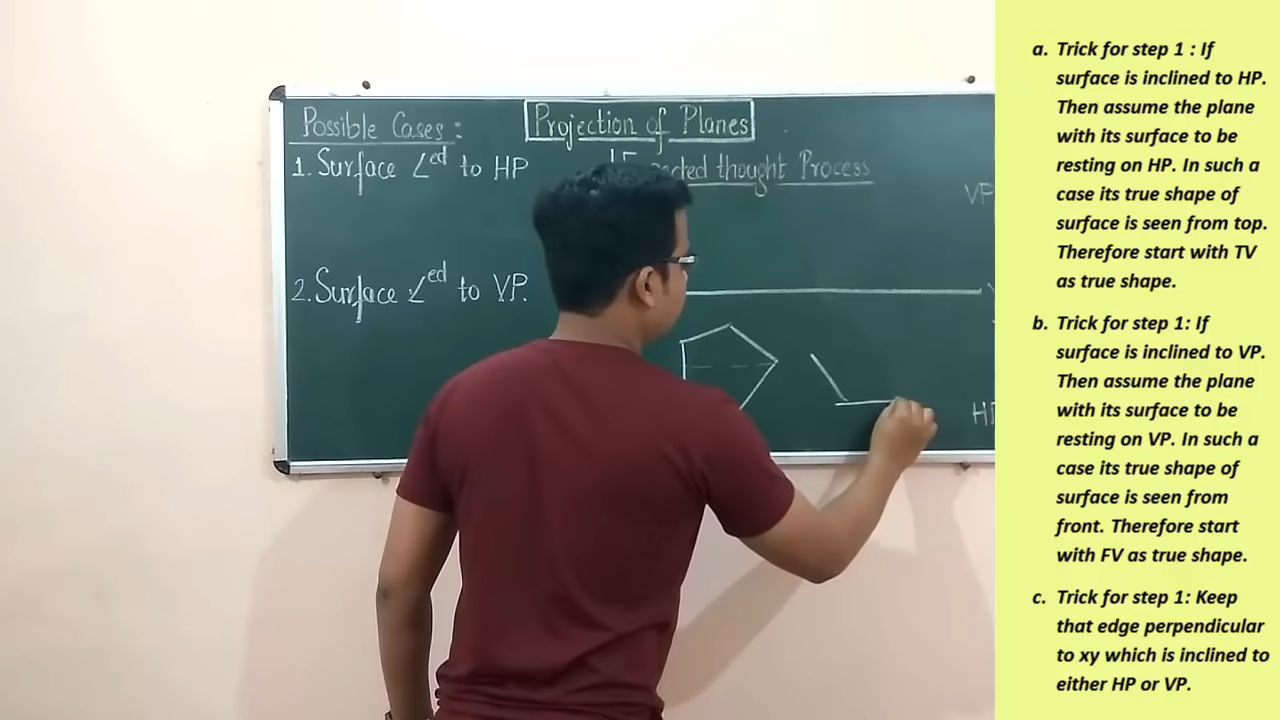 Possible Cases :
Projection of Planes
1. Surface ∠ed to HP
thought Process
VP
2. Surface ∠ed to VP.
a. Trick for step 1 : If
surface is inclined to HP.
Then assume the plane
with its surface to be
resting on HP. In such a
case its true shape of
surface is seen from top.
Therefore start with TV
as true shape.
b. Trick for step 1: If
surface is inclined to VP.
Then assume the plane
with its surface to be
resting on VP. In such a
case its true shape of
surface is seen from
front. Therefore start
with FV as true shape.
c. Trick for step 1: Keep
that edge perpendicular
to xy which is inclined to
either HP or VP.